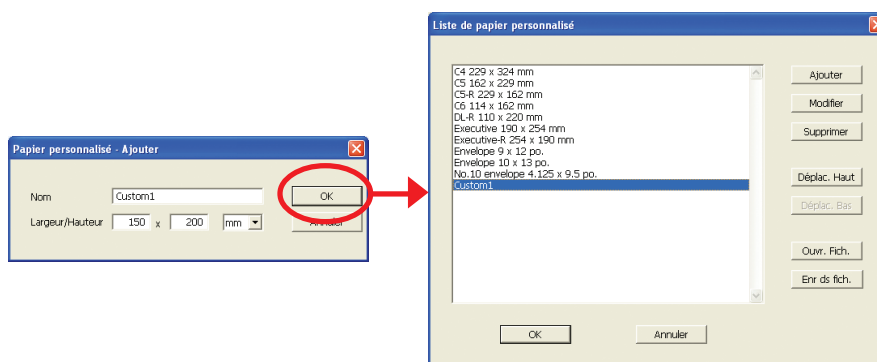 Liste de papier personnalisé
C4 229 x 324 mm
C5 162 x 229 mm
C5-R 229 x 162 mm
C6 114 x 162 mm
DL-R 110 x 220 mm
Executive 190 x 254 mm
Executive-R 254 x 190 mm
Envelope 9 x 12 po.
Envelope 10 x 13 po.
No.10 envelope 4.125 x 9.5 po.
Custom1
Ajouter
Modifier
Supprimer
Déplac. Haut
Déplac. Bas
Ouvr. Fich.
Enr ds fich.
OK
Annuler
Papier personnalisé - Ajouter
Nom Custom1 OK
Largeur/Hauteur 150 x 200 mm Annuler